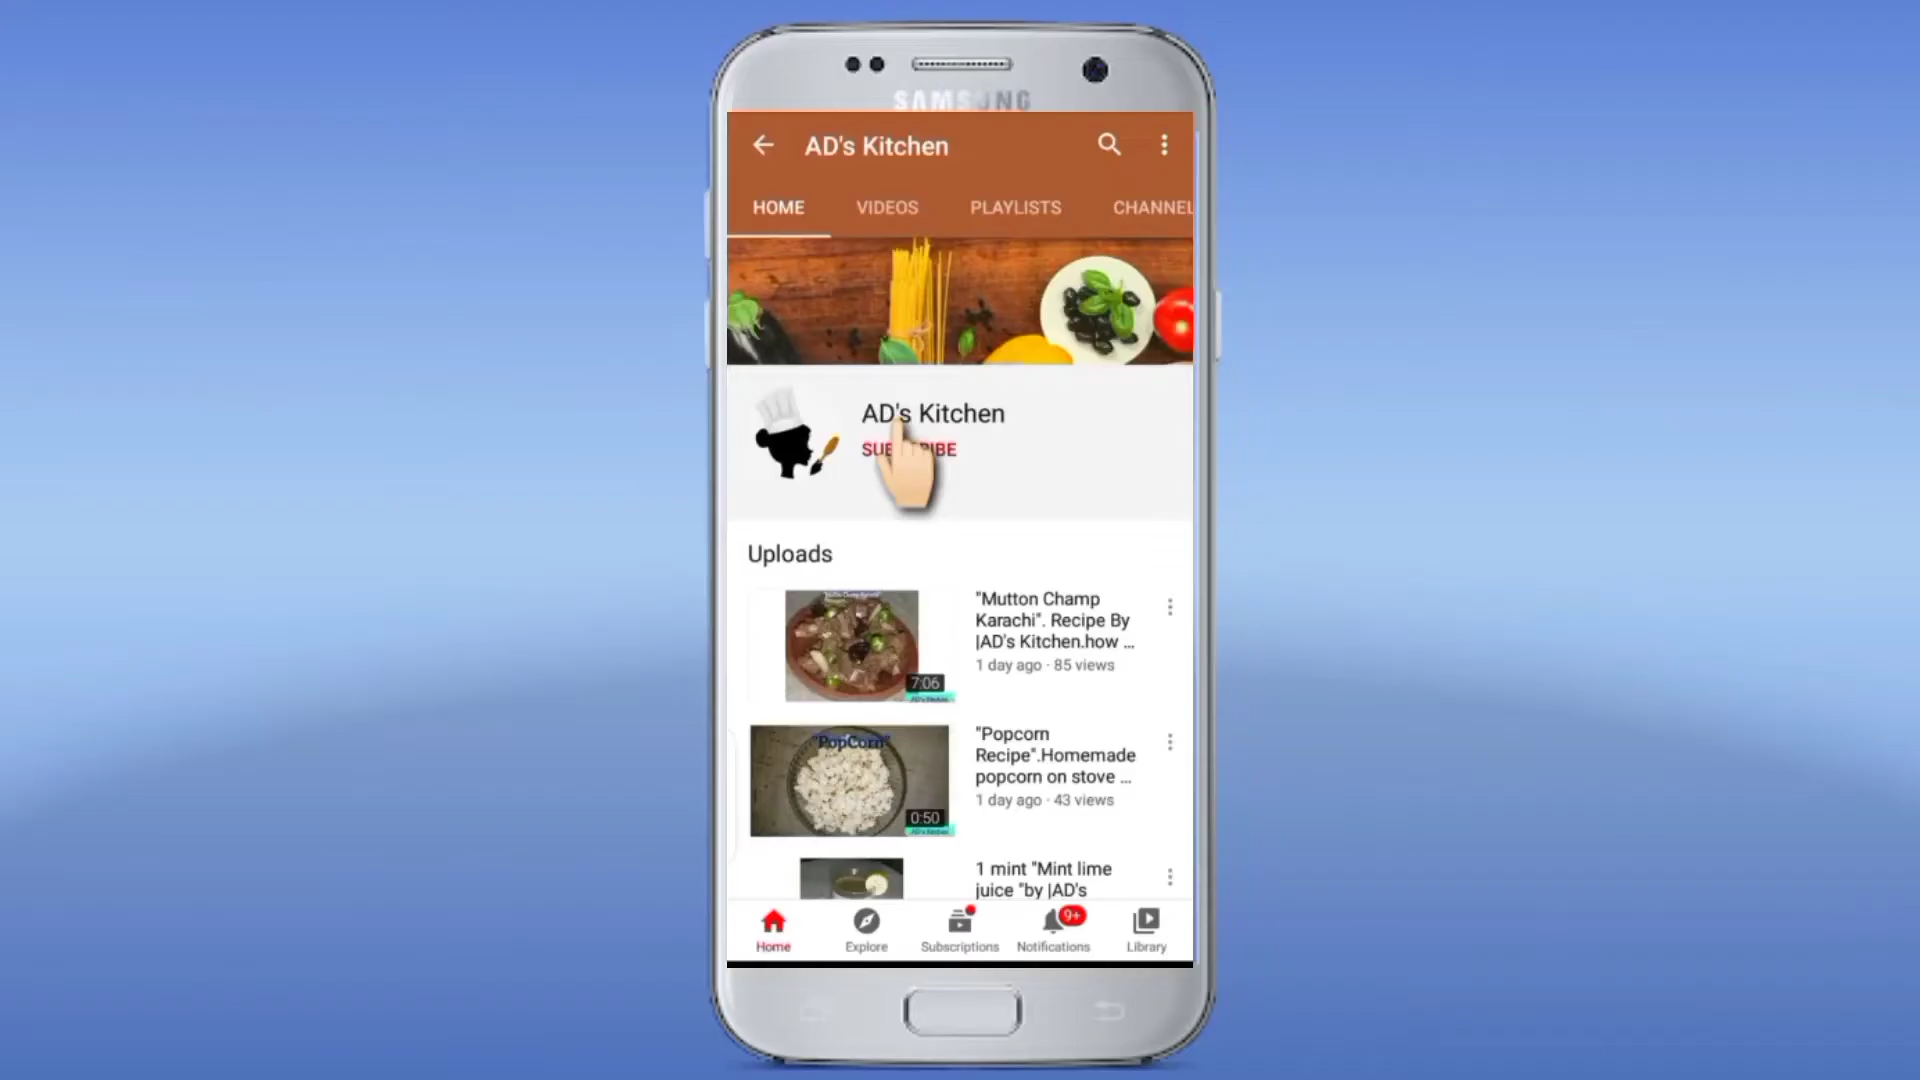 SAMSUNG
AD's Kitchen
HOME VIDEOS PLAYLISTS CHANNEL
AD's Kitchen
Uploads
"Mutton Champ
Karachi". Recipe By
|AD's Kitchen.how ...
1 day ago · 85 views
7:06
"PopCorn"
"Popcorn
Recipe".Homemade
popcorn on stove ...
1 day ago · 43 views
0:50
1 mint "Mint lime
juice "by |AD's
9+
Home Explore Subscriptions Notifications Library